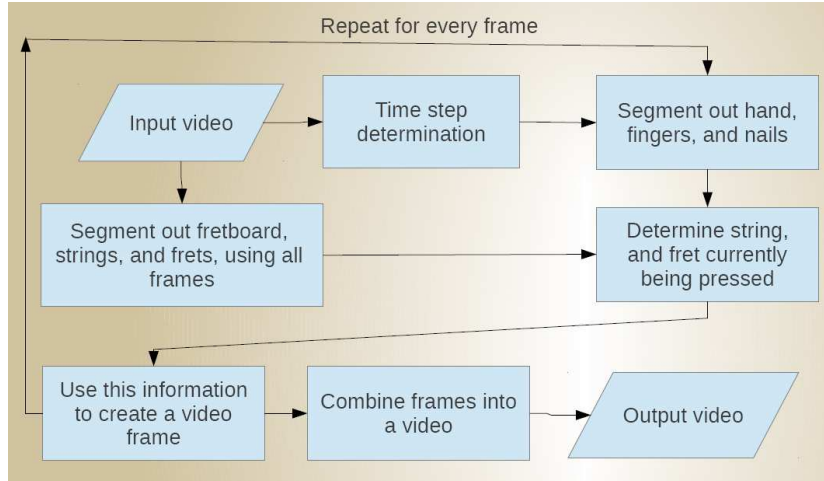 Repeat for every frame
Input video
Time step
determination
Segment out hand,
fingers, and nails
Segment out fretboard,
strings, and frets, using all
frames
Determine string,
and fret currently
being pressed
Use this information
to create a video
frame
Combine frames into
a video
Output video